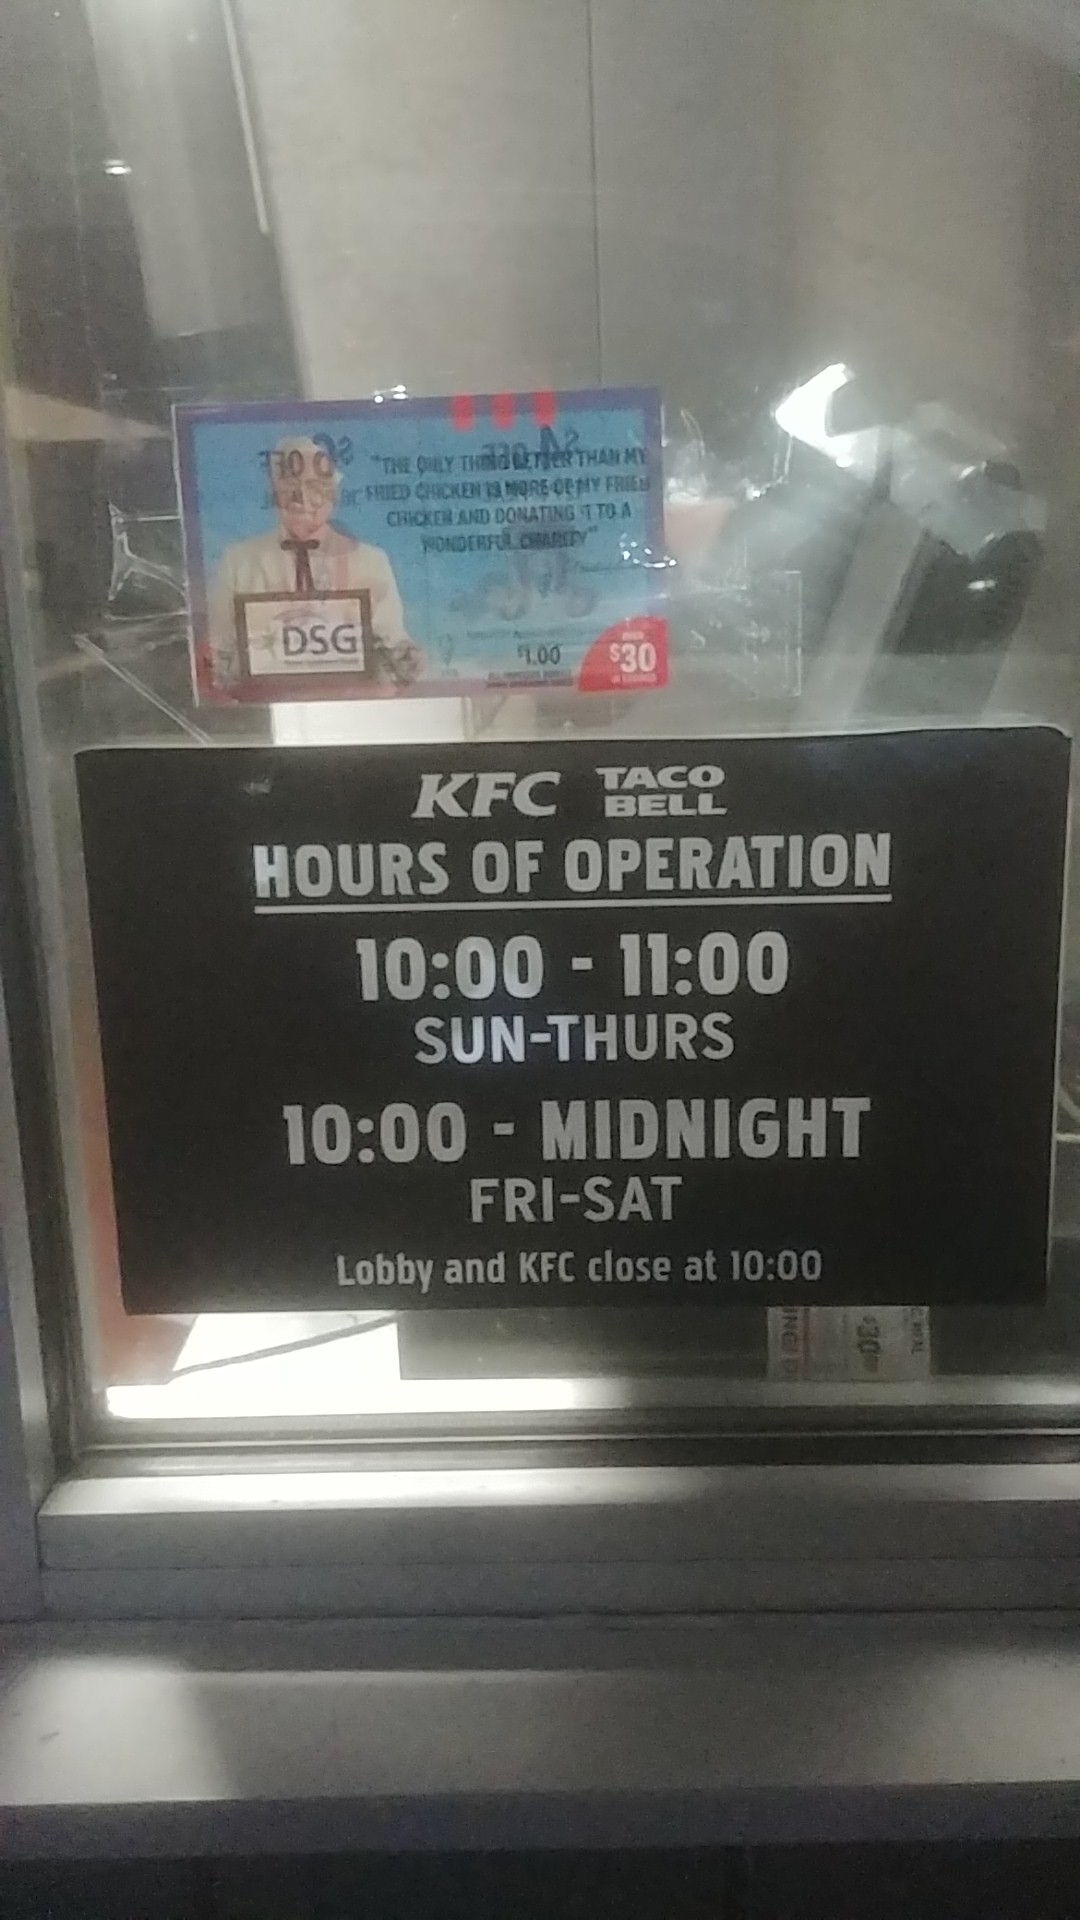 "THE ONLY THING BETTER THAN MY
FRIED CHICKEN IS MORE OF MY FRIED
CHICKEN AND DONATING IT TO A
WONDERFUL CHARITY"
DSG
$1.00
$30
KFC TACO BELL
HOURS OF OPERATION
10:00 - 11:00
SUN-THURS
10:00 - MIDNIGHT
FRI-SAT
Lobby and KFC close at 10:00
$30